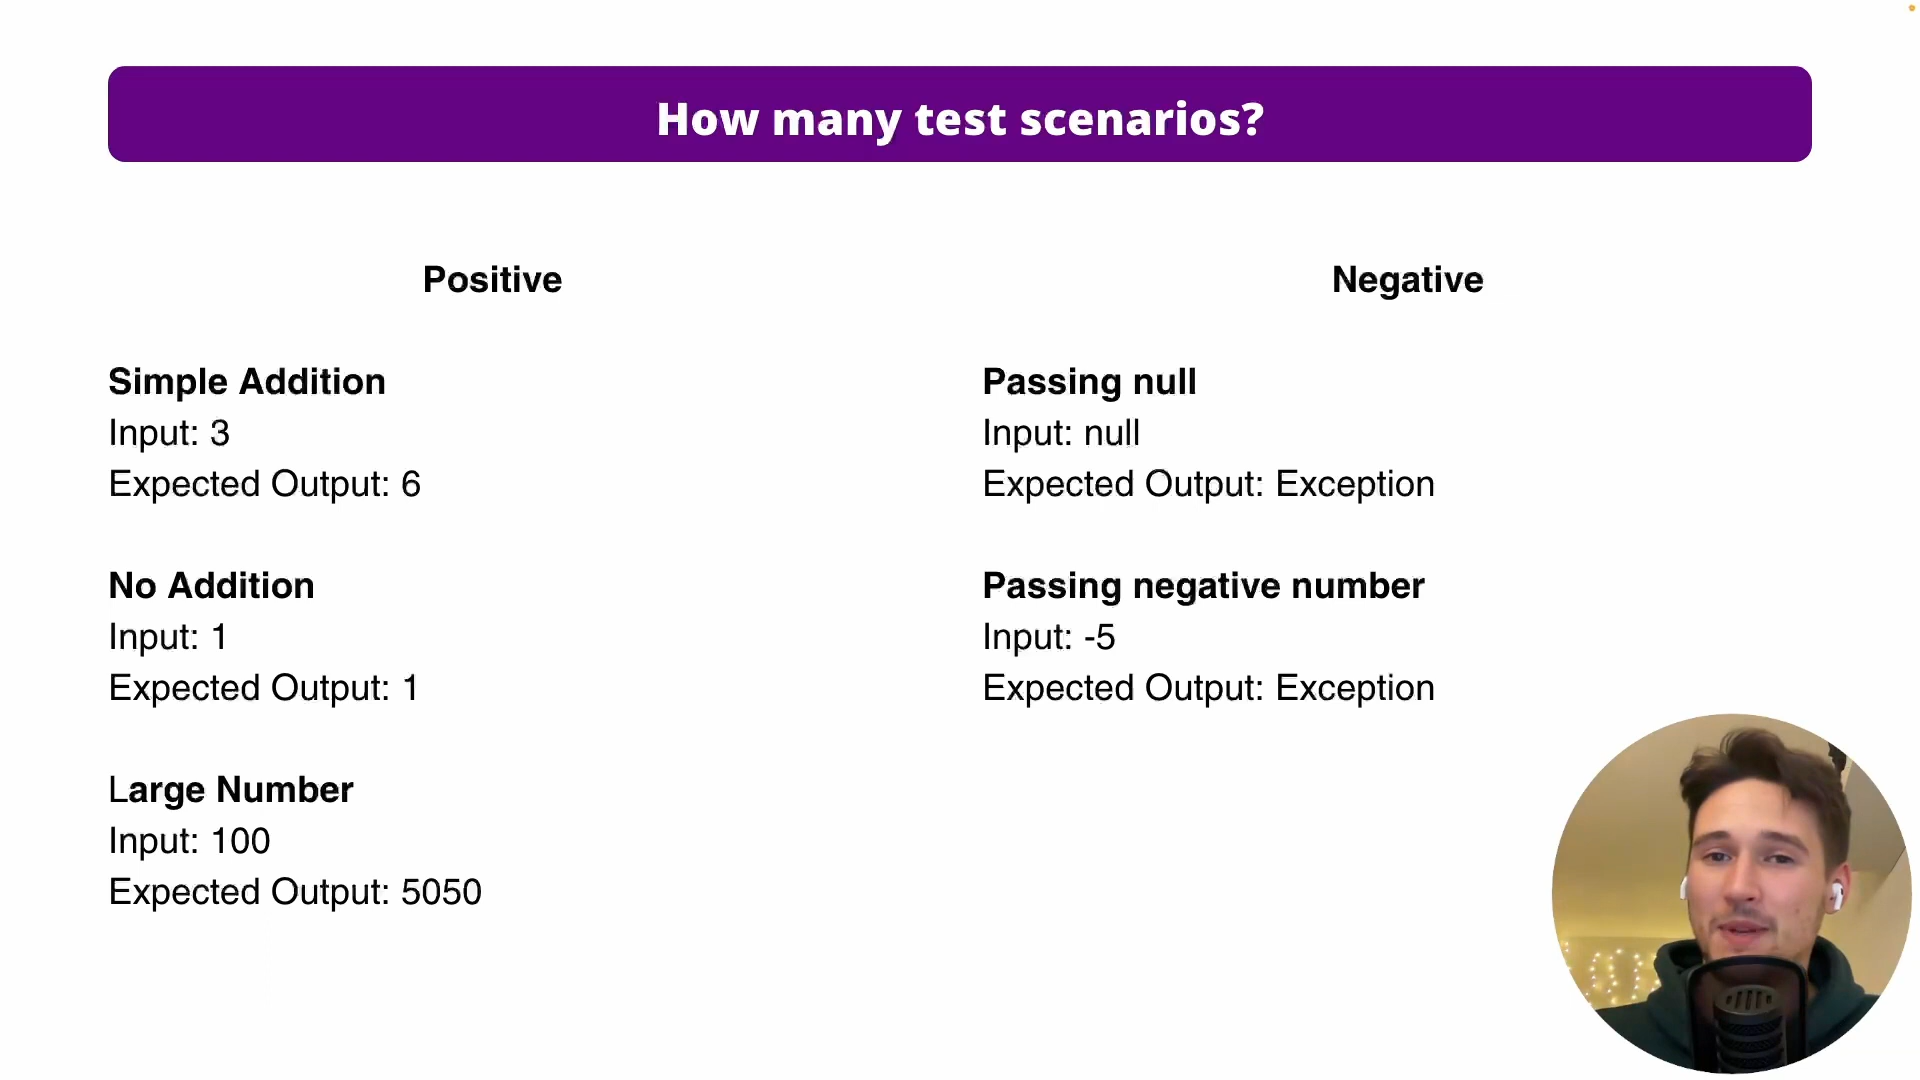 How many test scenarios?
Positive
Simple Addition
Input: 3
Expected Output: 6
No Addition
Input: 1
Expected Output: 1
Large Number
Input: 100
Expected Output: 5050
Negative
Passing null
Input: null
Expected Output: Exception
Passing negative number
Input: -5
Expected Output: Exception